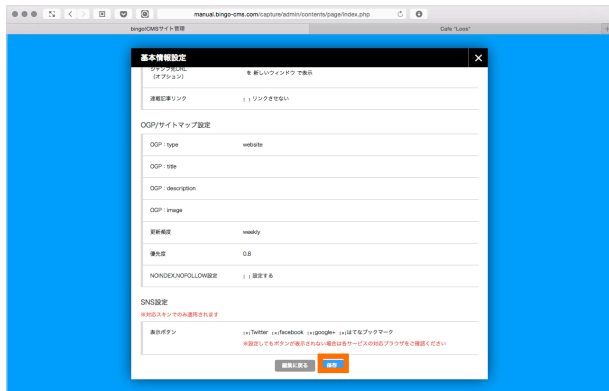 manual.bingo-cms.com/capture/admin/contents/page/index.php
bingo!CMSサイト管理
Cafe "Loos"
基本情報設定
ジャンプ先URL
(オプション)
を 新しいウィンドウ で表示
連載記事リンク
[ ] リンクさせない
OGP/サイトマップ設定
OGP : type
website
OGP : title
OGP : description
OGP : image
更新頻度
weekly
優先度
0.8
NOINDEX,NOFOLLOW設定
[ ] 設定する
SNS設定
※対応スキンでのみ適用されます
表示ボタン
[*] Twitter [*] facebook [*] google+ [*] はてなブックマーク
※設定してもボタンが表示されない場合は各サービスの対応ブラウザをご確認ください
編集に戻る
保存